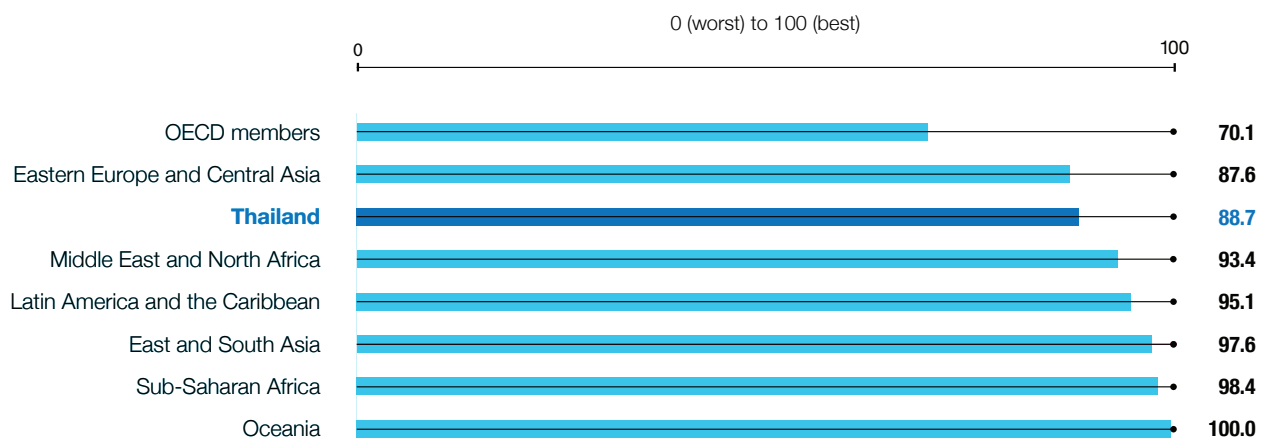 0 (worst) to 100 (best)
0 100
OECD members 70.1
Eastern Europe and Central Asia 87.6
Thailand 88.7
Middle East and North Africa 93.4
Latin America and the Caribbean 95.1
East and South Asia 97.6
Sub-Saharan Africa 98.4
Oceania 100.0